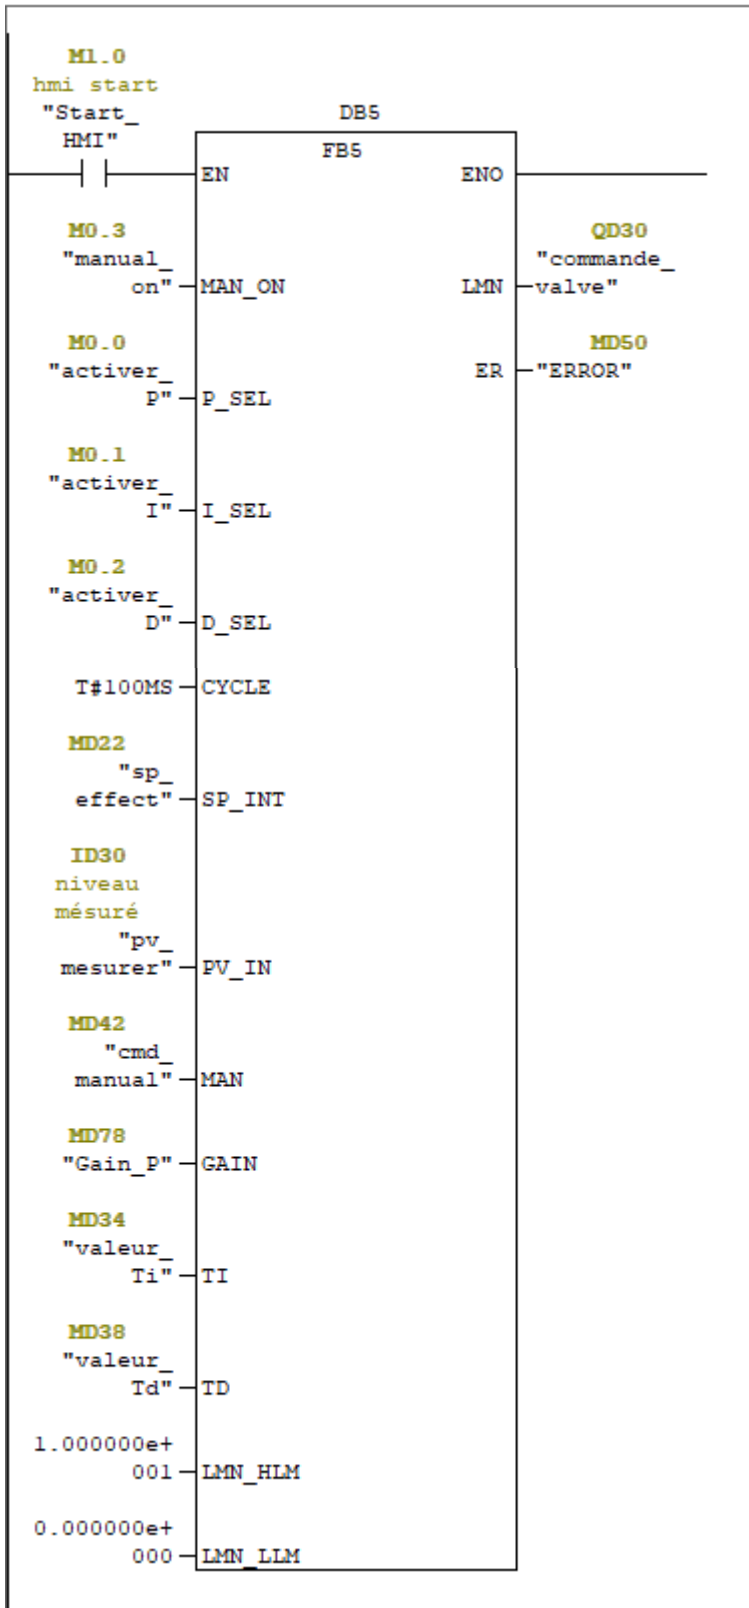 M1.0
hmi start
"Start_
HMI"
DB5
FB5
EN
ENO
M0.3
"manual_
on"
MAN_ON
QD30
"commande_
valve"
LMN
M0.0
"activer_
P"
P_SEL
MD50
"ERROR"
ER
M0.1
"activer_
I"
I_SEL
M0.2
"activer_
D"
D_SEL
T#100MS
CYCLE
MD22
"sp_
effect"
SP_INT
ID30
niveau
mésuré
"pv_
mesurer"
PV_IN
MD42
"cmd_
manual"
MAN
MD78
"Gain_P"
GAIN
MD34
"valeur_
Ti"
TI
MD38
"valeur_
Td"
TD
1.000000e+
001
LMN_HLM
0.000000e+
000
LMN_LLM